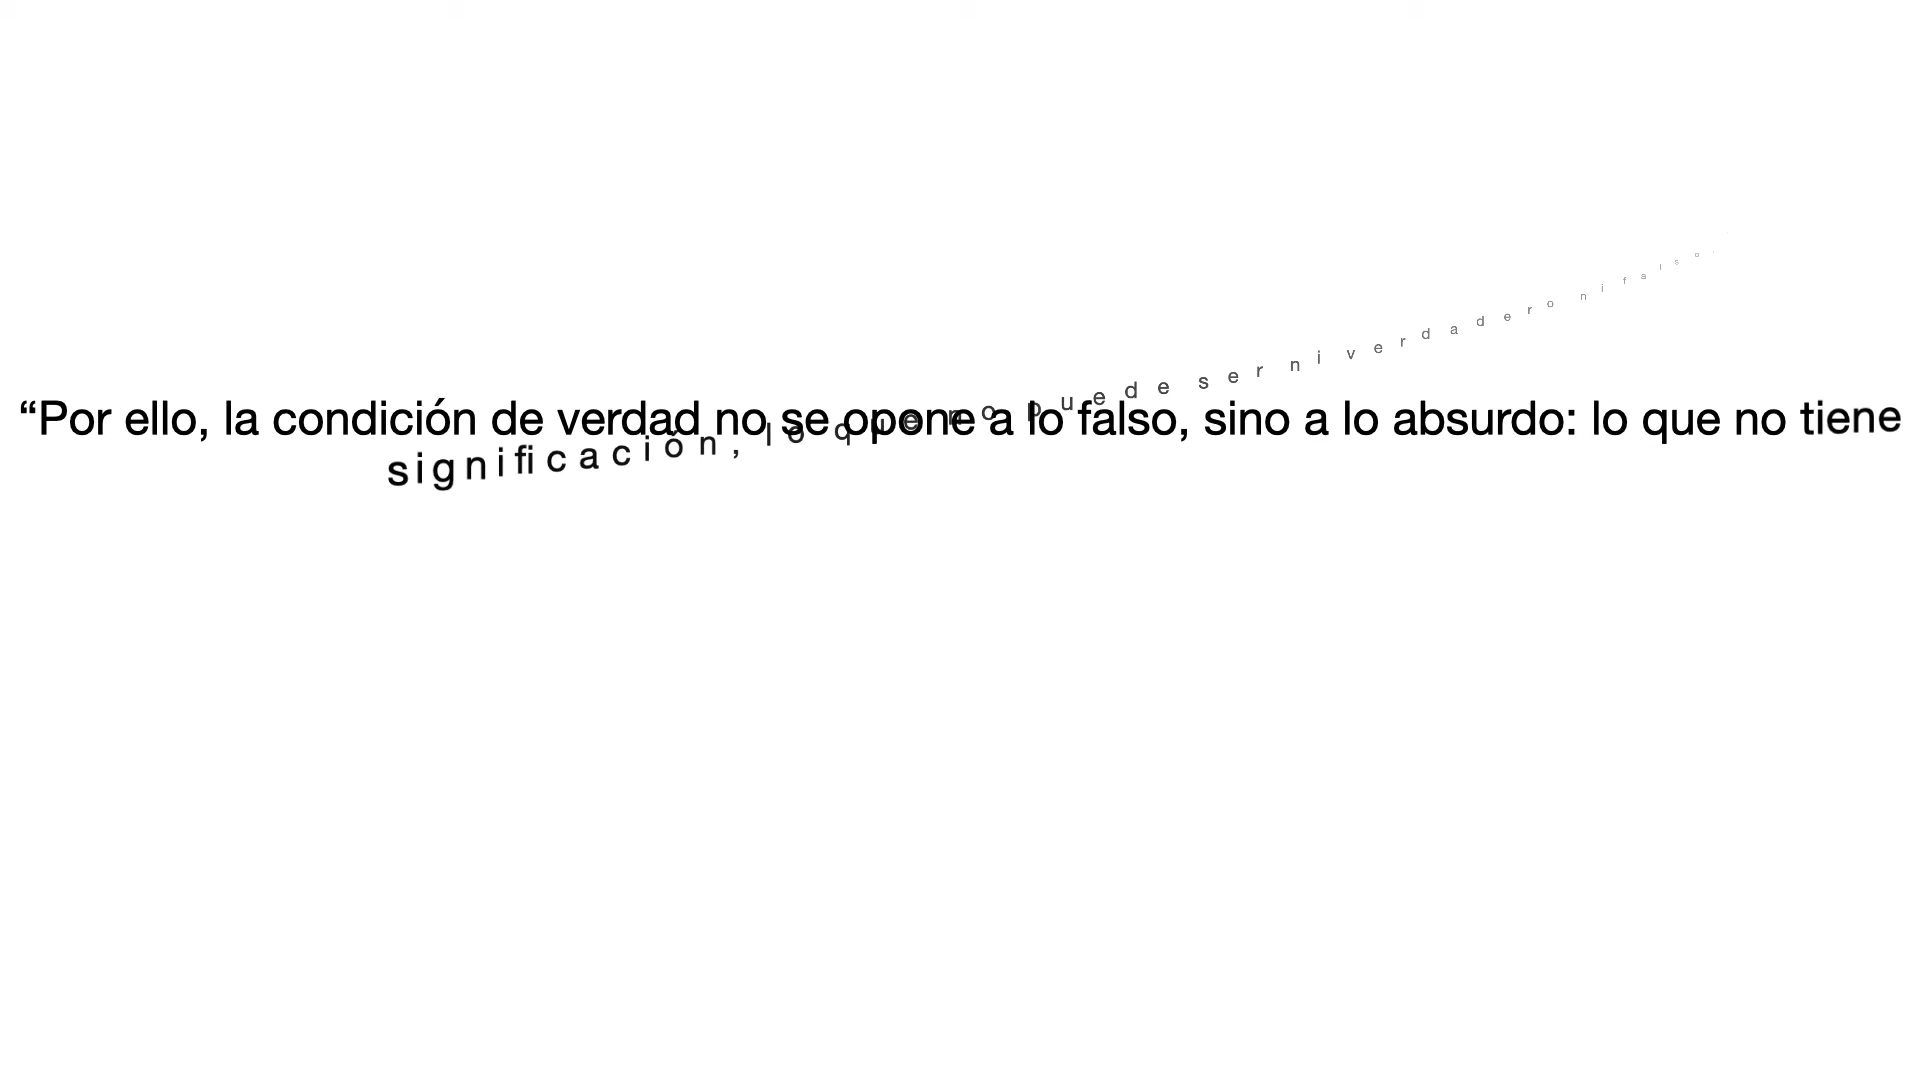 “Por ello, la condición de verdad no se opone a lo falso, sino a lo absurdo: lo que no tiene
significación, lo que no puede ser ni verdadero ni falso.